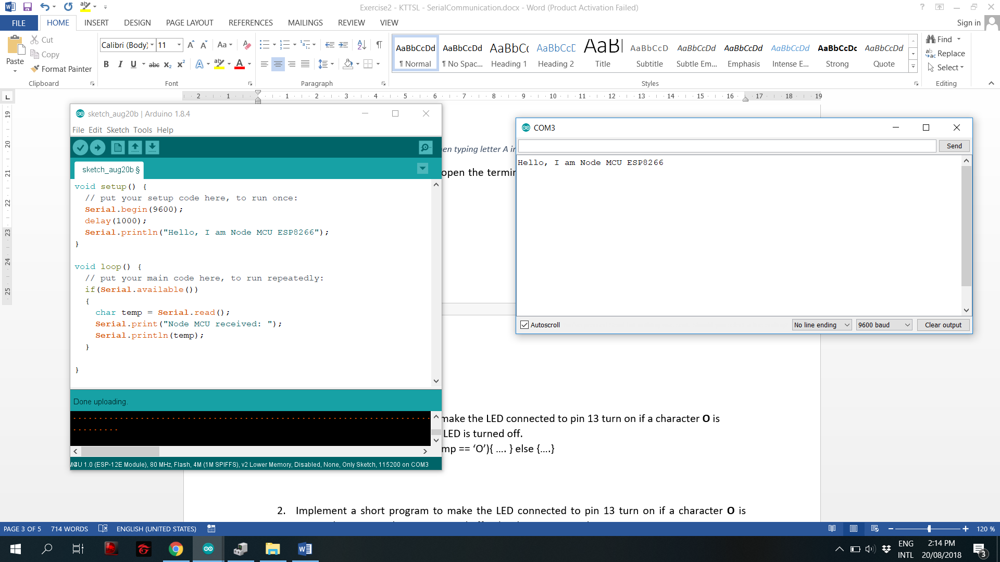 Exercise2 - KTTSL - SerialCommunication.docx - Word (Product Activation Failed)
FILE HOME INSERT DESIGN PAGE LAYOUT REFERENCES MAILINGS REVIEW VIEW Sign in
Paste
Cut
Copy
Format Painter
Calibri (Body) 11
AaBbCcDd AaBbCcDd AaBbCc AaBbCcD AaBl AaBbCcD AaBbCcDd AaBbCcDd AaBbCcDd AaBbCcDc AaBbCcDd
¶ Normal ¶ No Spac... Heading 1 Heading 2 Title Subtitle Subtle Em... Emphasis Intense E... Strong Quote
Find
Replace
Select
Clipboard Font Paragraph Styles Editing
2 1 1 2 3 4 5 6 7 8 9 10 11 12 13 14 15 16 17 18 19
19
20
21
22
23
24
25
sketch_aug20b | Arduino 1.8.4
File Edit Sketch Tools Help
sketch_aug20b §
void setup() {
// put your setup code here, to run once:
Serial.begin(9600);
delay(1000);
Serial.println("Hello, I am Node MCU ESP8266");
}
void loop() {
// put your main code here, to run repeatedly:
if(Serial.available())
{
char temp = Serial.read();
Serial.print("Node MCU received: ");
Serial.println(temp);
}
}
Done uploading.
................................................................................
.........
1.0 (ESP-12E Module), 80 MHz, Flash, 4M (1M SPIFFS), v2 Lower Memory, Disabled, None, Only Sketch, 115200 on COM3
COM3
Send
Hello, I am Node MCU ESP8266
Autoscroll No line ending 9600 baud Clear output
en typing letter A in
open the termin
make the LED connected to pin 13 turn on if a character O is
LED is turned off.
mp == ‘O’){ .... } else {....}
2. Implement a short program to make the LED connected to pin 13 turn on if a character O is
PAGE 3 OF 5 714 WORDS ENGLISH (UNITED STATES) 120 %
ENG
INTL
2:14 PM
20/08/2018
3